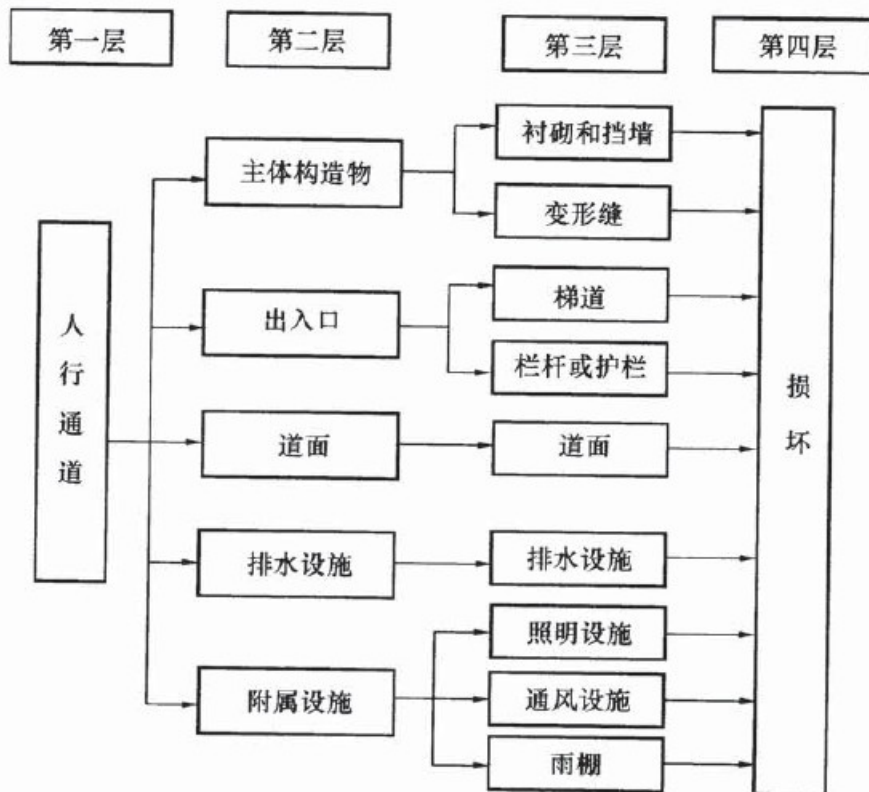 第一层
第二层
第三层
第四层
人行通道
主体构造物
出入口
道面
排水设施
附属设施
衬砌和挡墙
变形缝
梯道
栏杆或护栏
道面
排水设施
照明设施
通风设施
雨棚
损坏